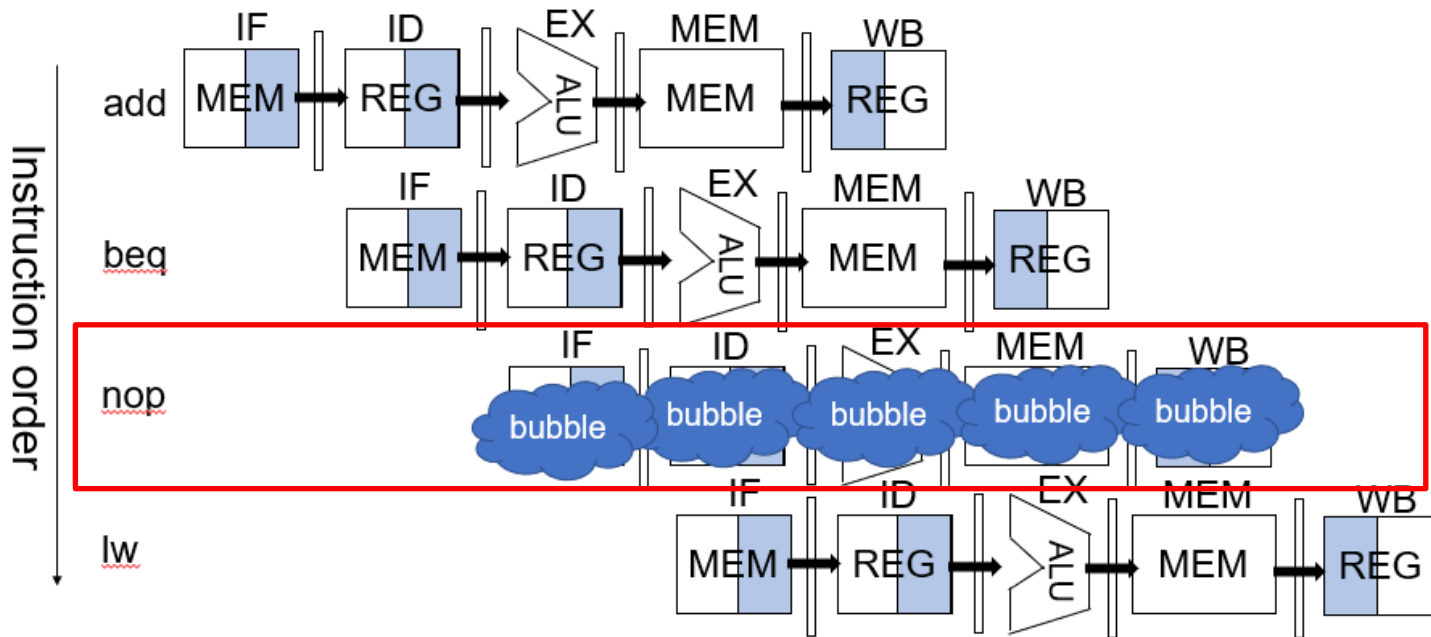 Instruction order
IF ID EX MEM WB
add MEM REG ALU MEM REG
IF ID EX MEM WB
beq MEM REG ALU MEM REG
IF ID EX MEM WB
nop bubble bubble bubble bubble bubble
IF ID EX MEM WB
lw MEM REG ALU MEM REG